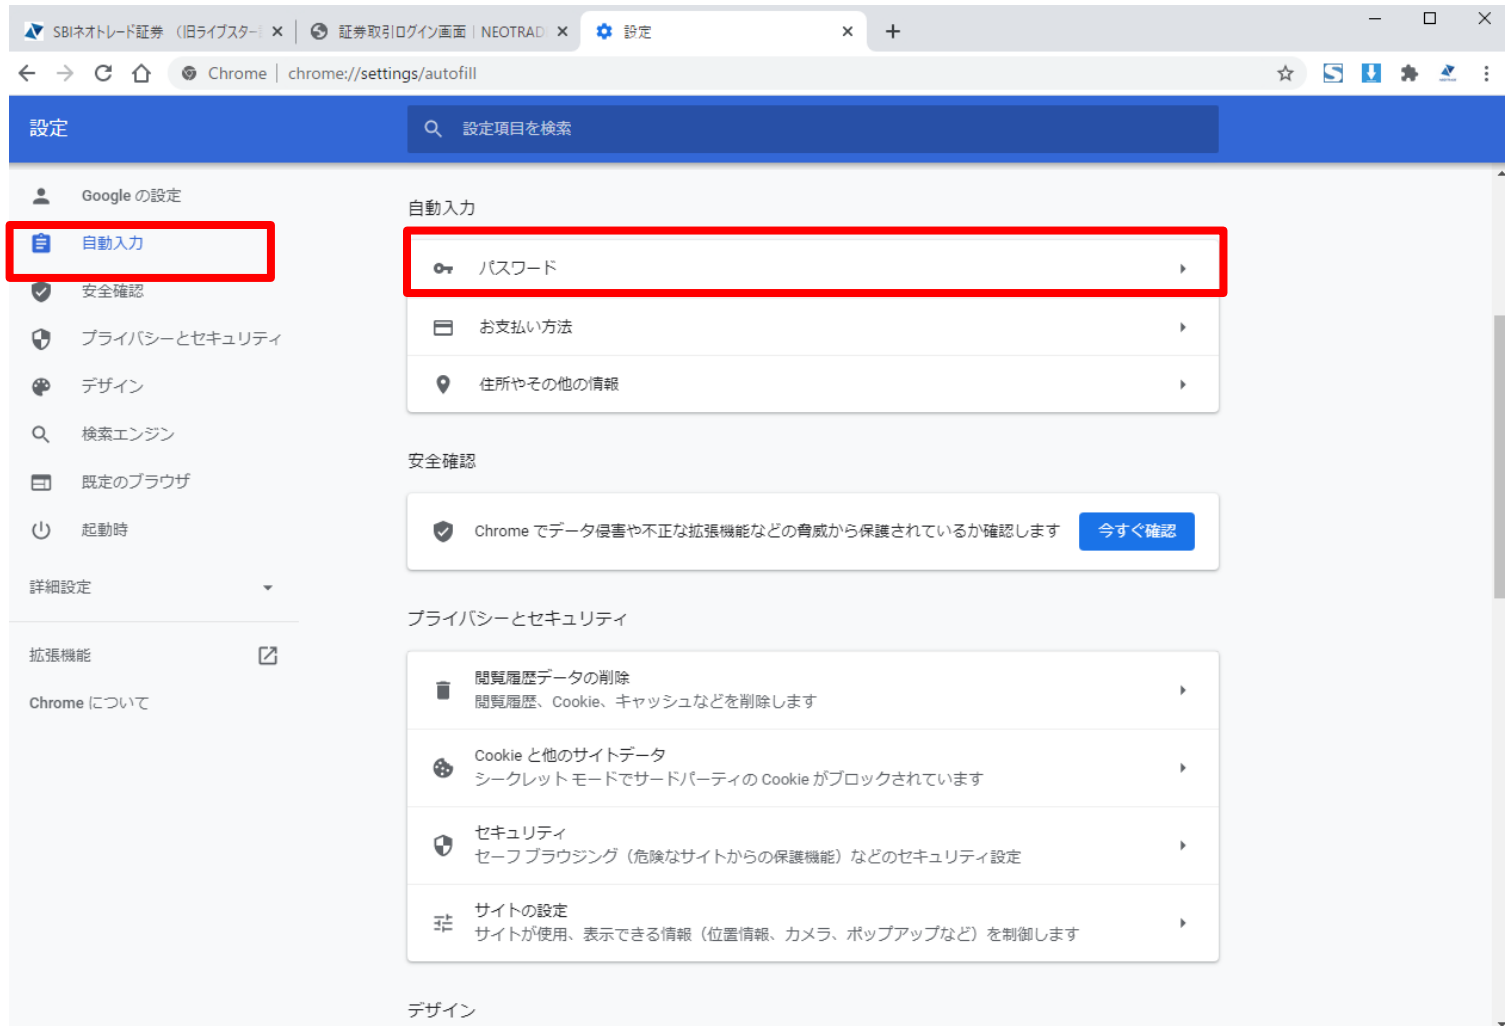 SBIネオトレード証券 （旧ライブスター
証券取引ログイン画面 | NEOTRAD
設定
Chrome | chrome://settings/autofill
設定
設定項目を検索
Google の設定
自動入力
安全確認
プライバシーとセキュリティ
デザイン
検索エンジン
既定のブラウザ
起動時
詳細設定
拡張機能
Chrome について
自動入力
パスワード
お支払い方法
住所やその他の情報
安全確認
Chrome でデータ侵害や不正な拡張機能などの脅威から保護されているか確認します
今すぐ確認
プライバシーとセキュリティ
閲覧履歴データの削除
閲覧履歴、Cookie、キャッシュなどを削除します
Cookie と他のサイトデータ
シークレット モードでサードパーティの Cookie がブロックされています
セキュリティ
セーフ ブラウジング（危険なサイトからの保護機能）などのセキュリティ設定
サイトの設定
サイトが使用、表示できる情報（位置情報、カメラ、ポップアップなど）を制御します
デザイン